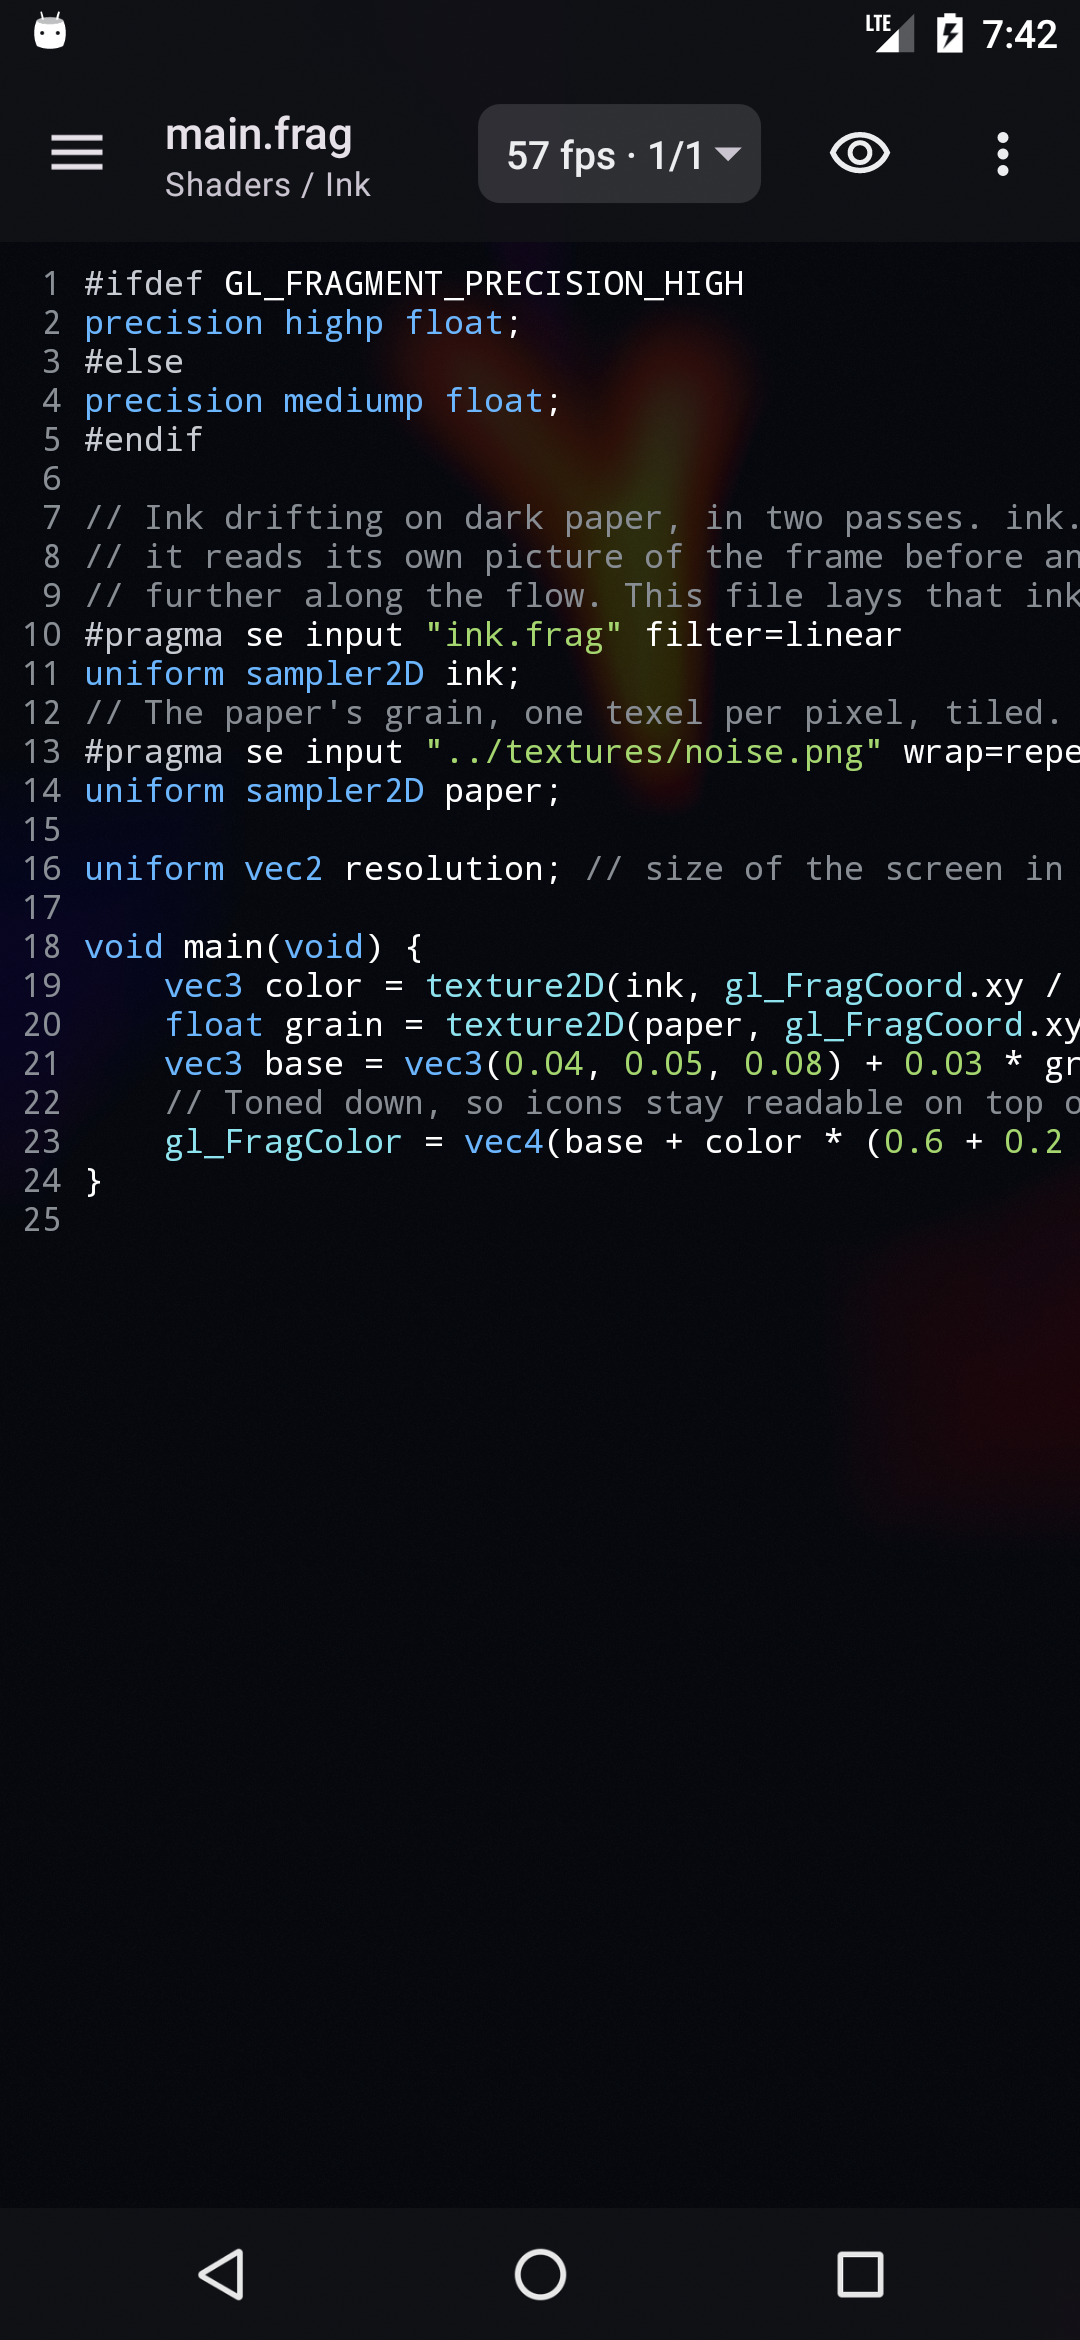 LTE 7:42
main.frag
Shaders / Ink
57 fps · 1/1
1 #ifdef GL_FRAGMENT_PRECISION_HIGH
2 precision highp float;
3 #else
4 precision mediump float;
5 #endif
6
7 // Ink drifting on dark paper, in two passes. ink.
8 // it reads its own picture of the frame before an
9 // further along the flow. This file lays that ink
10 #pragma se input "ink.frag" filter=linear
11 uniform sampler2D ink;
12 // The paper's grain, one texel per pixel, tiled.
13 #pragma se input "../textures/noise.png" wrap=repe
14 uniform sampler2D paper;
15
16 uniform vec2 resolution; // size of the screen in
17
18 void main(void) {
19     vec3 color = texture2D(ink, gl_FragCoord.xy /
20     float grain = texture2D(paper, gl_FragCoord.xy
21     vec3 base = vec3(0.04, 0.05, 0.08) + 0.03 * gr
22     // Toned down, so icons stay readable on top o
23     gl_FragColor = vec4(base + color * (0.6 + 0.2
24 }
25